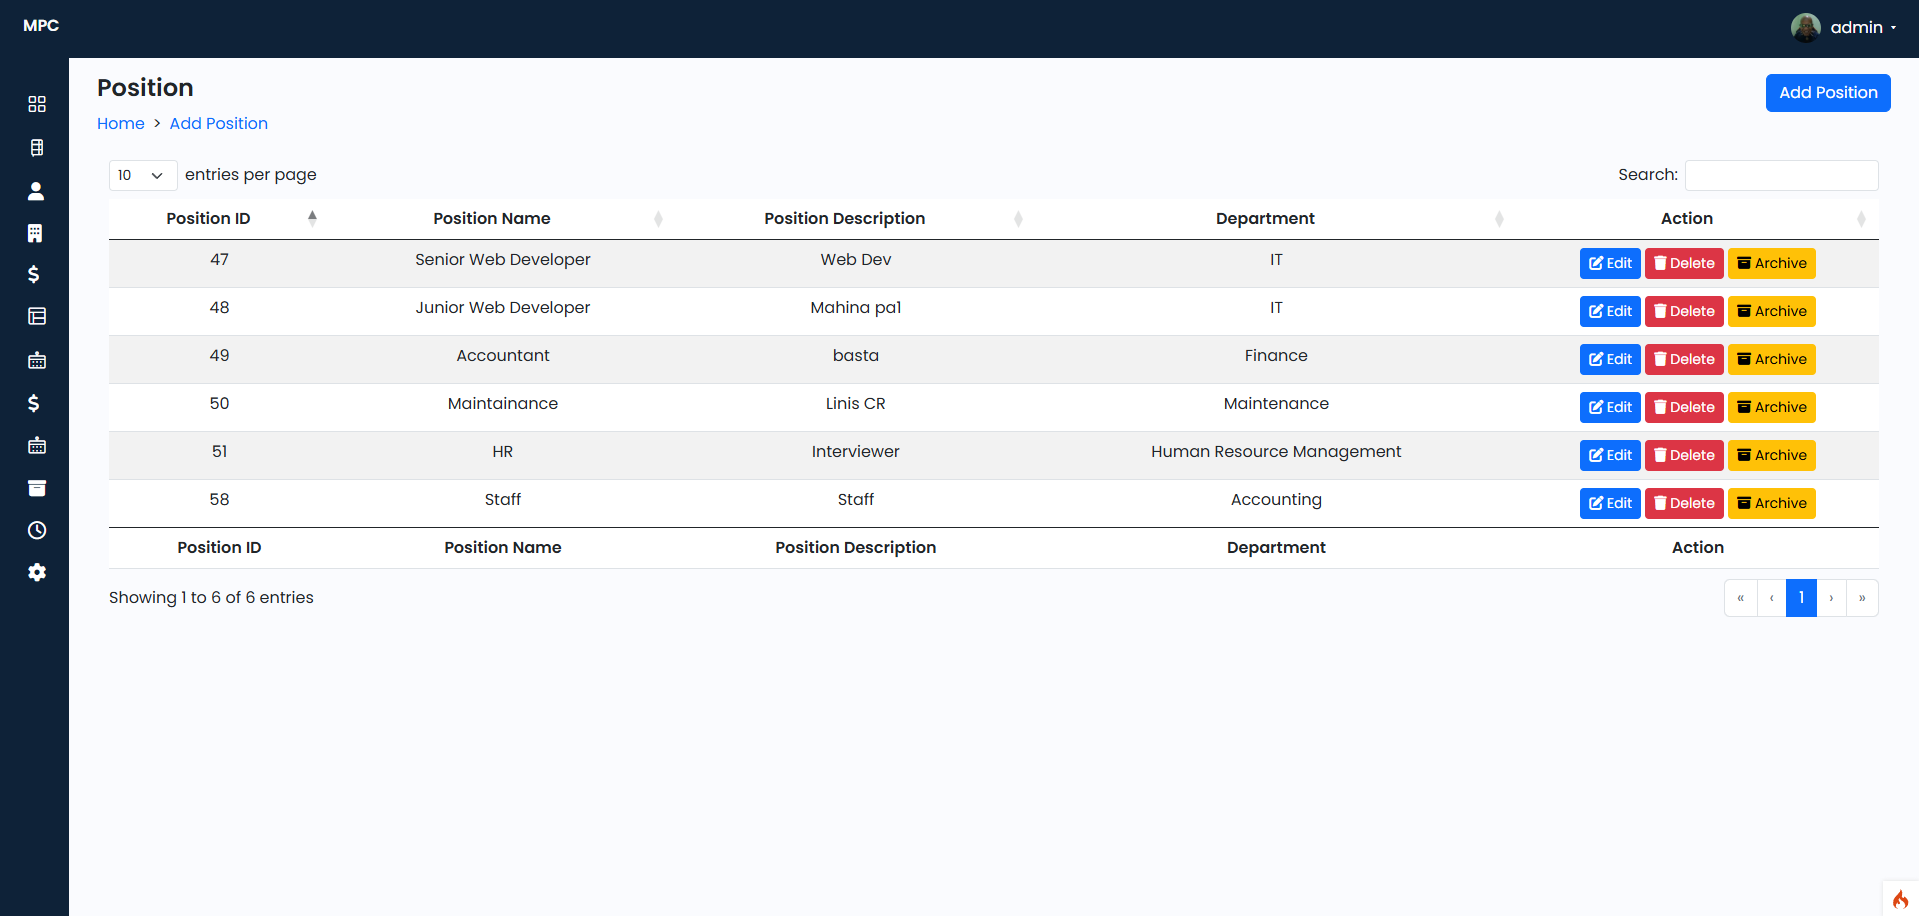 MPC
admin
Position
Add Position
Home > Add Position
10 entries per page
Search:
Position ID Position Name Position Description Department Action
47 Senior Web Developer Web Dev IT Edit Delete Archive
48 Junior Web Developer Mahina pa1 IT Edit Delete Archive
49 Accountant basta Finance Edit Delete Archive
50 Maintainance Linis CR Maintenance Edit Delete Archive
51 HR Interviewer Human Resource Management Edit Delete Archive
58 Staff Staff Accounting Edit Delete Archive
Position ID Position Name Position Description Department Action
Showing 1 to 6 of 6 entries
« ‹ 1 › »